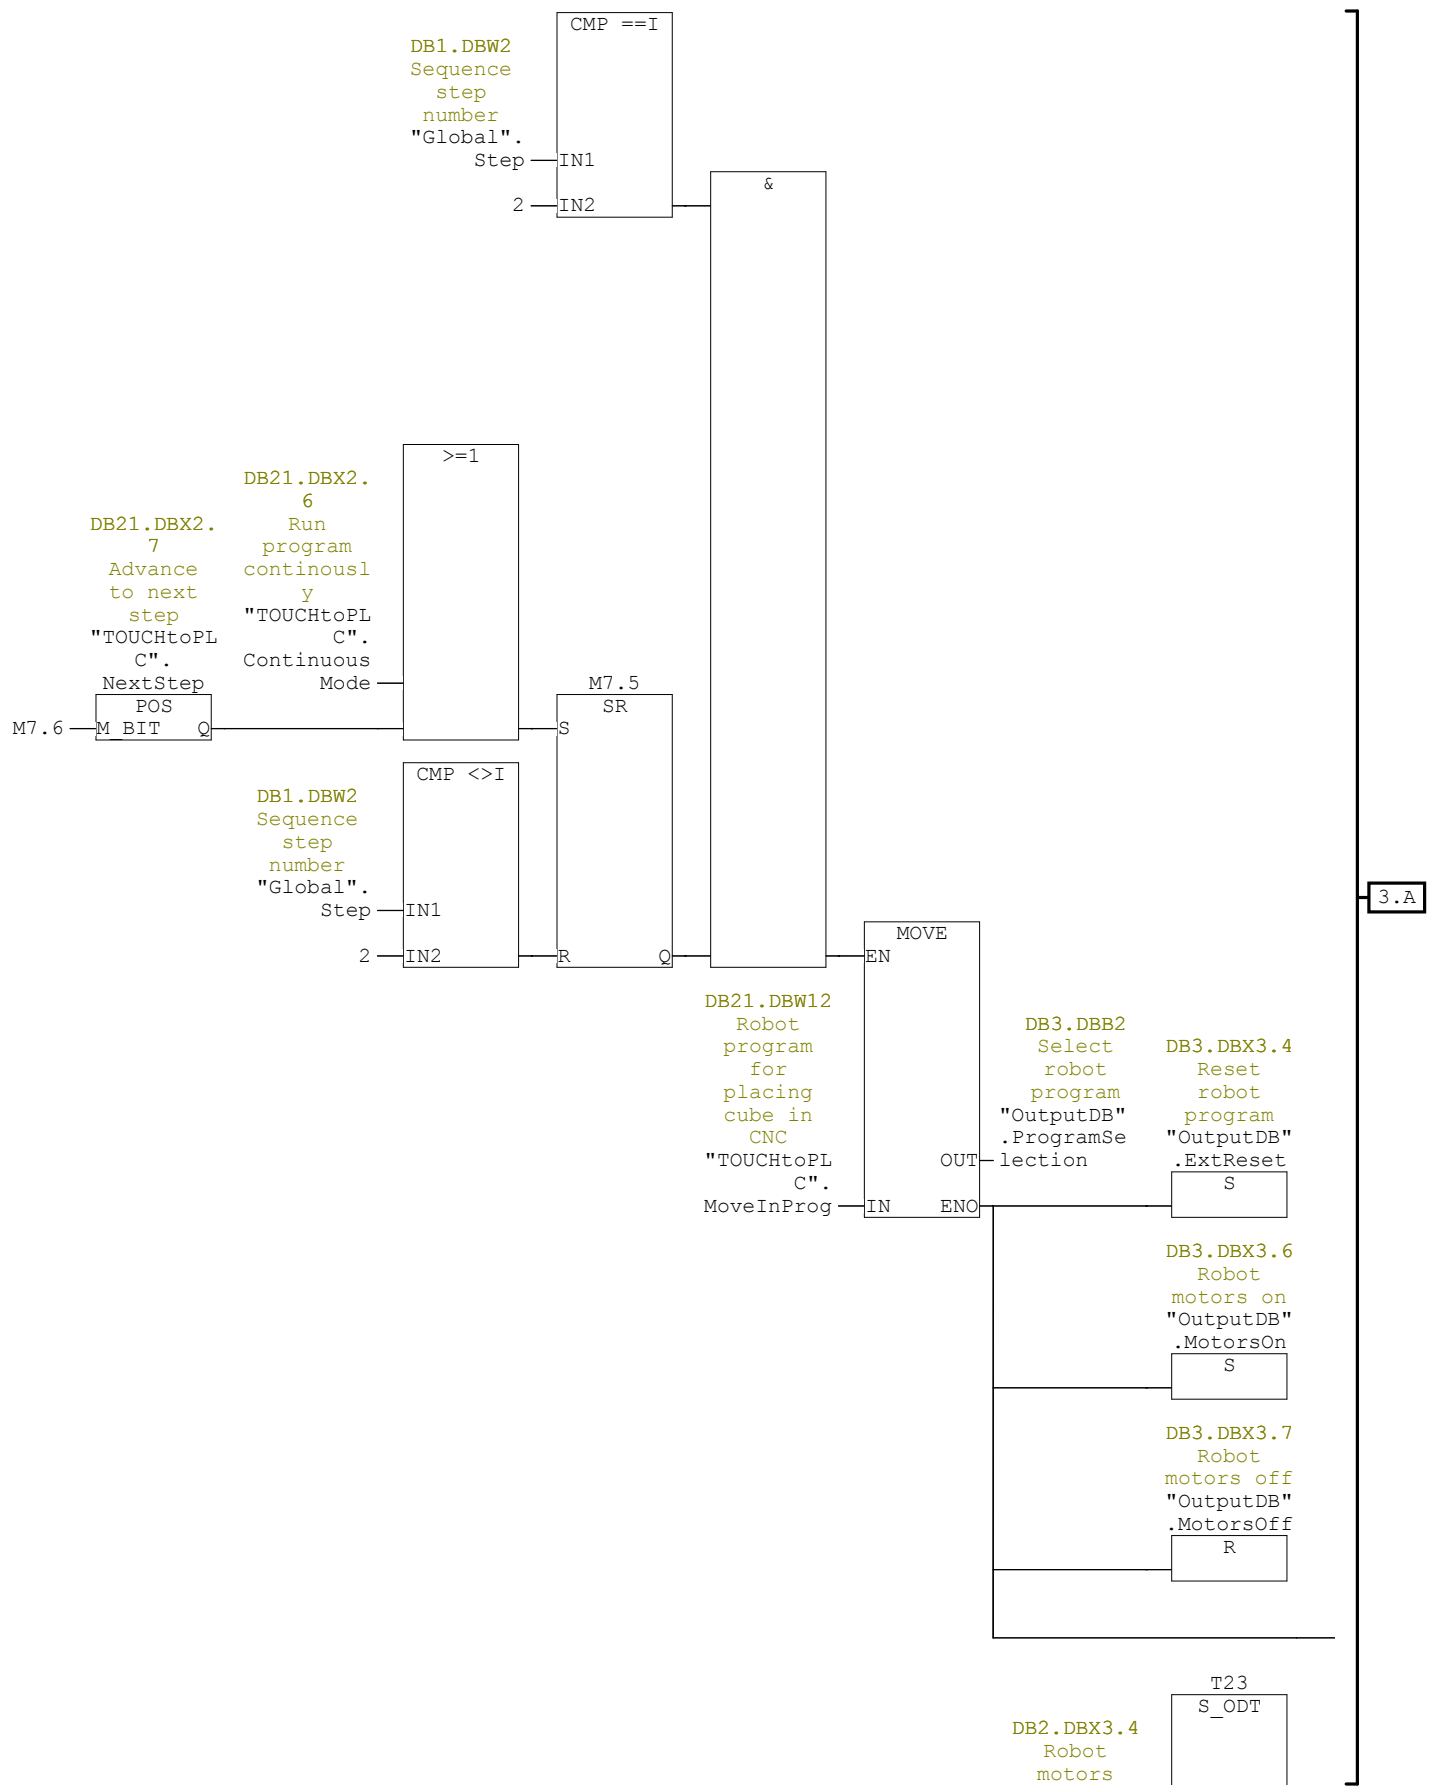 CMP ==I
DB1.DBW2
Sequence
step
number
"Global".
Step
IN1
2
IN2
&
>=1
DB21.DBX2.
6
Run
program
continousl
y
"TOUCHtoPL
C".
Continuous
Mode
DB21.DBX2.
7
Advance
to next
step
"TOUCHtoPL
C".
NextStep
POS
M7.6
M_BIT Q
M7.5
SR
S
R Q
CMP <>I
DB1.DBW2
Sequence
step
number
"Global".
Step
IN1
2
IN2
3.A
MOVE
EN
DB21.DBW12
Robot
program
for
placing
cube in
CNC
"TOUCHtoPL
C".
MoveInProg
OUT
IN ENO
DB3.DBB2
Select
robot
program
"OutputDB"
.ProgramSe
lection
DB3.DBX3.4
Reset
robot
program
"OutputDB"
.ExtReset
S
DB3.DBX3.6
Robot
motors on
"OutputDB"
.MotorsOn
S
DB3.DBX3.7
Robot
motors off
"OutputDB"
.MotorsOff
R
T23
S_ODT
DB2.DBX3.4
Robot
motors